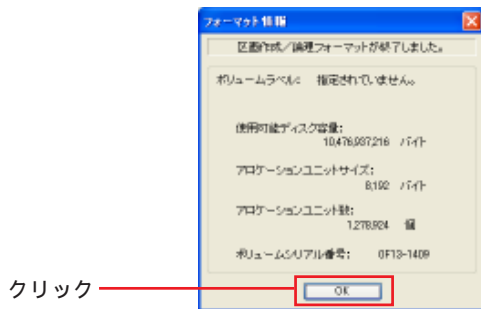 フォーマット情報
区画作成／論理フォーマットが終了しました。
ボリュームラベル: 指定されていません。
使用可能ディスク容量:
10,476,937,216 バイト
アロケーションユニットサイズ:
8,192 バイト
アロケーションユニット数:
1,278,924 個
ボリュームシリアル番号: 0F13-1409
クリック
OK